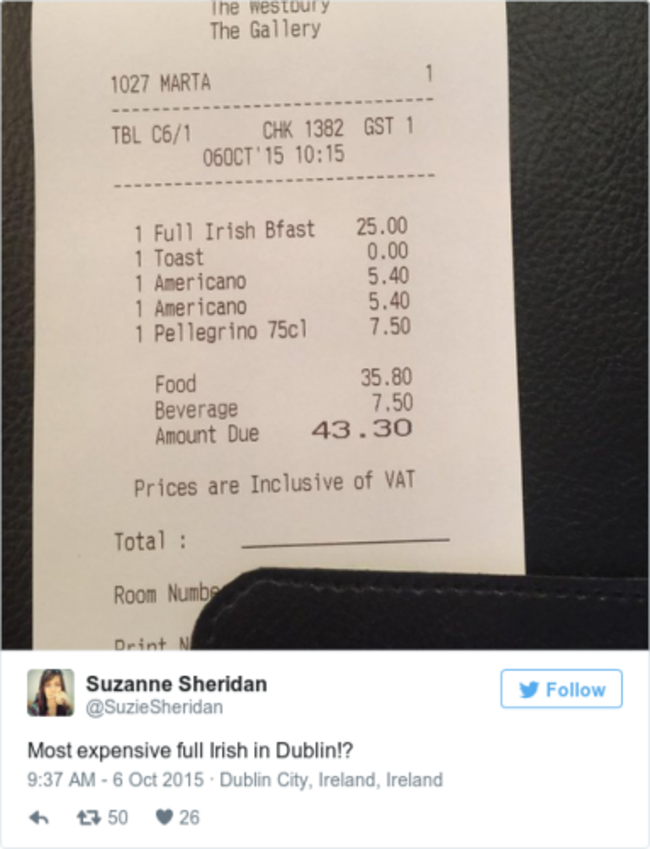 The Westbury
The Gallery
1027 MARTA 1
TBL C6/1 CHK 1382 GST 1
06OCT'15 10:15
1 Full Irish Bfast 25.00
1 Toast 0.00
1 Americano 5.40
1 Americano 5.40
1 Pellegrino 75cl 7.50
Food 35.80
Beverage 7.50
Amount Due 43.30
Prices are Inclusive of VAT
Total :
Room Numbe
Print N
Suzanne Sheridan
@SuzieSheridan
Follow
Most expensive full Irish in Dublin!?
9:37 AM - 6 Oct 2015 · Dublin City, Ireland, Ireland
50 26